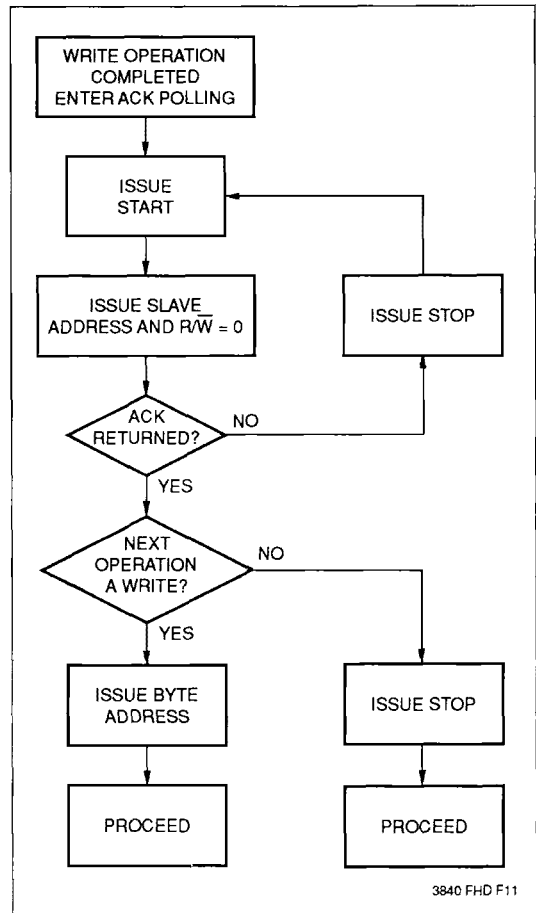 WRITE OPERATION
COMPLETED
ENTER ACK POLLING
ISSUE
START
ISSUE SLAVE
ADDRESS AND R/W̅ = 0
ISSUE STOP
ACK
RETURNED?
NO
YES
NEXT
OPERATION
A WRITE?
NO
YES
ISSUE BYTE
ADDRESS
ISSUE STOP
PROCEED
PROCEED
3840 FHD F11